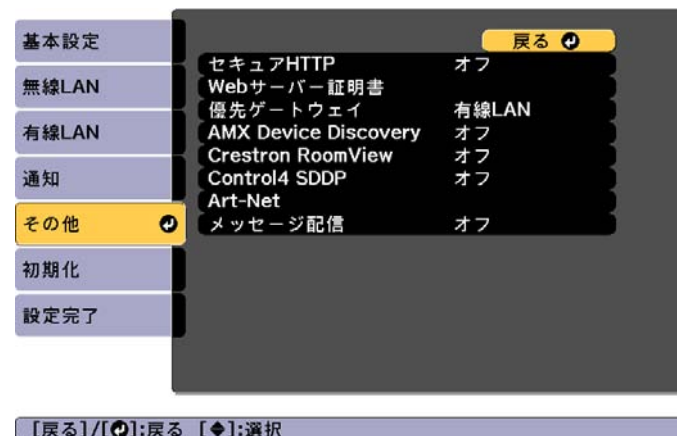 基本設定
無線LAN
有線LAN
通知
その他
初期化
設定完了
戻る
セキュアHTTP オフ
Webサーバー証明書
優先ゲートウェイ 有線LAN
AMX Device Discovery オフ
Crestron RoomView オフ
Control4 SDDP オフ
Art-Net
メッセージ配信 オフ
[戻る]/[⏎]:戻る [◆]:選択